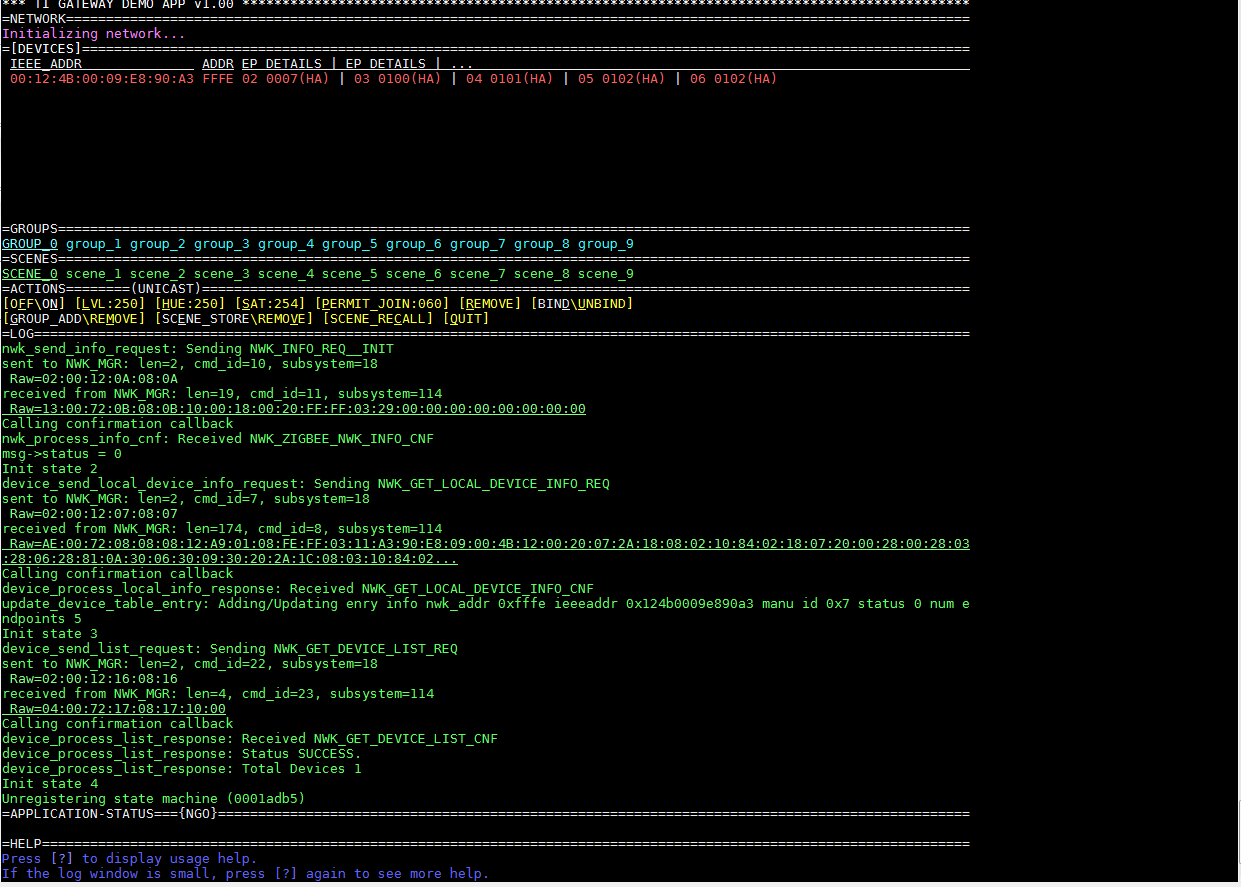 *** TI GATEWAY DEMO APP v1.00 *******************************************************************************************
=NETWORK=================================================================================================================
Initializing network...
=[DEVICES]===============================================================================================================
IEEE_ADDR ADDR EP DETAILS | EP DETAILS | ...
00:12:4B:00:09:E8:90:A3 FFFE 02 0007(HA) | 03 0100(HA) | 04 0101(HA) | 05 0102(HA) | 06 0102(HA)
=GROUPS==================================================================================================================
GROUP_0 group_1 group_2 group_3 group_4 group_5 group_6 group_7 group_8 group_9
=SCENES==================================================================================================================
SCENE_0 scene_1 scene_2 scene_3 scene_4 scene_5 scene_6 scene_7 scene_8 scene_9
=ACTIONS========(UNICAST)================================================================================================
[OFF\ON] [LVL:250] [HUE:250] [SAT:254] [PERMIT_JOIN:060] [REMOVE] [BIND\UNBIND]
[GROUP_ADD\REMOVE] [SCENE_STORE\REMOVE] [SCENE_RECALL] [QUIT]
=LOG=====================================================================================================================
nwk_send_info_request: Sending NWK_INFO_REQ__INIT
sent to NWK_MGR: len=2, cmd_id=10, subsystem=18
Raw=02:00:12:0A:08:0A
received from NWK_MGR: len=19, cmd_id=11, subsystem=114
Raw=13:00:72:0B:08:0B:10:00:18:00:20:FF:FF:03:29:00:00:00:00:00:00:00:00
Calling confirmation callback
nwk_process_info_cnf: Received NWK_ZIGBEE_NWK_INFO_CNF
msg->status = 0
Init state 2
device_send_local_device_info_request: Sending NWK_GET_LOCAL_DEVICE_INFO_REQ
sent to NWK_MGR: len=2, cmd_id=7, subsystem=18
Raw=02:00:12:07:08:07
received from NWK_MGR: len=174, cmd_id=8, subsystem=114
Raw=AE:00:72:08:08:08:12:A9:01:08:FE:FF:03:11:A3:90:E8:09:00:4B:12:00:20:07:2A:18:08:02:10:84:02:18:07:20:00:28:00:28:03
:28:06:28:81:0A:30:06:30:09:30:20:2A:1C:08:03:10:84:02...
Calling confirmation callback
device_process_local_info_response: Received NWK_GET_LOCAL_DEVICE_INFO_CNF
update_device_table_entry: Adding/Updating enry info nwk_addr 0xfffe ieeeaddr 0x124b0009e890a3 manu id 0x7 status 0 num e
ndpoints 5
Init state 3
device_send_list_request: Sending NWK_GET_DEVICE_LIST_REQ
sent to NWK_MGR: len=2, cmd_id=22, subsystem=18
Raw=02:00:12:16:08:16
received from NWK_MGR: len=4, cmd_id=23, subsystem=114
Raw=04:00:72:17:08:17:10:00
Calling confirmation callback
device_process_list_response: Received NWK_GET_DEVICE_LIST_CNF
device_process_list_response: Status SUCCESS.
device_process_list_response: Total Devices 1
Init state 4
Unregistering state machine (0001adb5)
=APPLICATION-STATUS==={NGO}==============================================================================================
=HELP====================================================================================================================
Press [?] to display usage help.
If the log window is small, press [?] again to see more help.